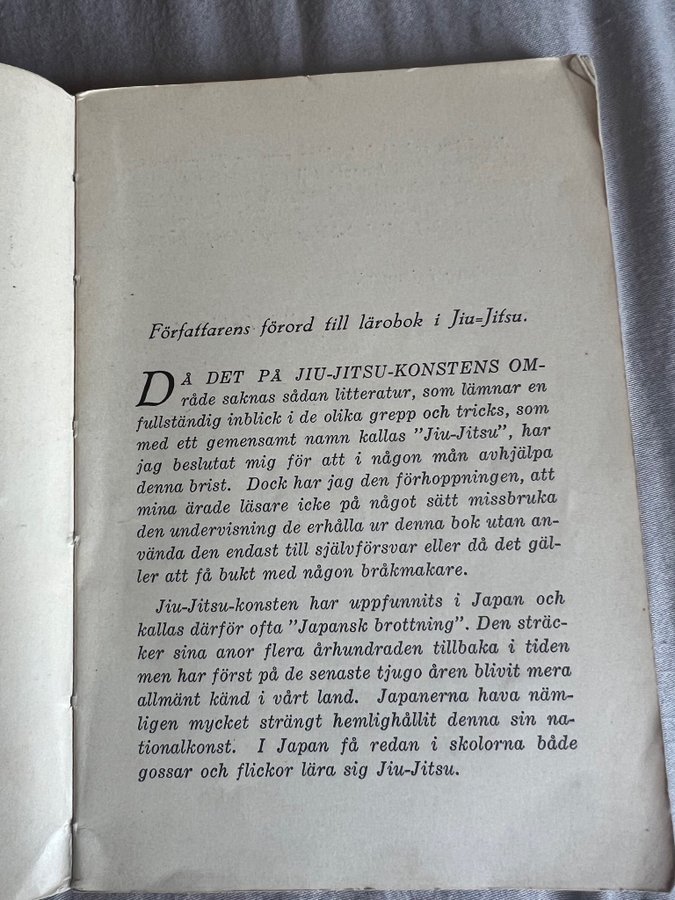 Författarens förord till lärobok i Jiu=Jitsu.
DÅ DET PÅ JIU-JITSU-KONSTENS OM-
råde saknas sådan litteratur, som lämnar en
fullständig inblick i de olika grepp och tricks, som
med ett gemensamt namn kallas "Jiu-Jitsu", har
jag beslutat mig för att i någon mån avhjälpa
denna brist. Dock har jag den förhoppningen, att
mina ärade läsare icke på något sätt missbruka
den undervisning de erhålla ur denna bok utan an-
vända den endast till självförsvar eller då det gäl-
ler att få bukt med någon bråkmakare.
Jiu-Jitsu-konsten har uppfunnits i Japan och
kallas därför ofta "Japansk brottning". Den sträc-
ker sina anor flera århundraden tillbaka i tiden
men har först på de senaste tjugo åren blivit mera
allmänt känd i vårt land. Japanerna hava näm-
ligen mycket strängt hemlighållit denna sin na-
tionalkonst. I Japan få redan i skolorna både
gossar och flickor lära sig Jiu-Jitsu.